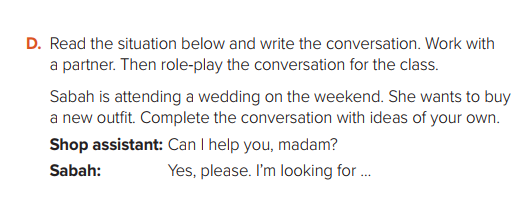 D. Read the situation below and write the conversation. Work with
a partner. Then role-play the conversation for the class.
Sabah is attending a wedding on the weekend. She wants to buy
a new outfit. Complete the conversation with ideas of your own.
Shop assistant: Can I help you, madam?
Sabah: Yes, please. I'm looking for ...